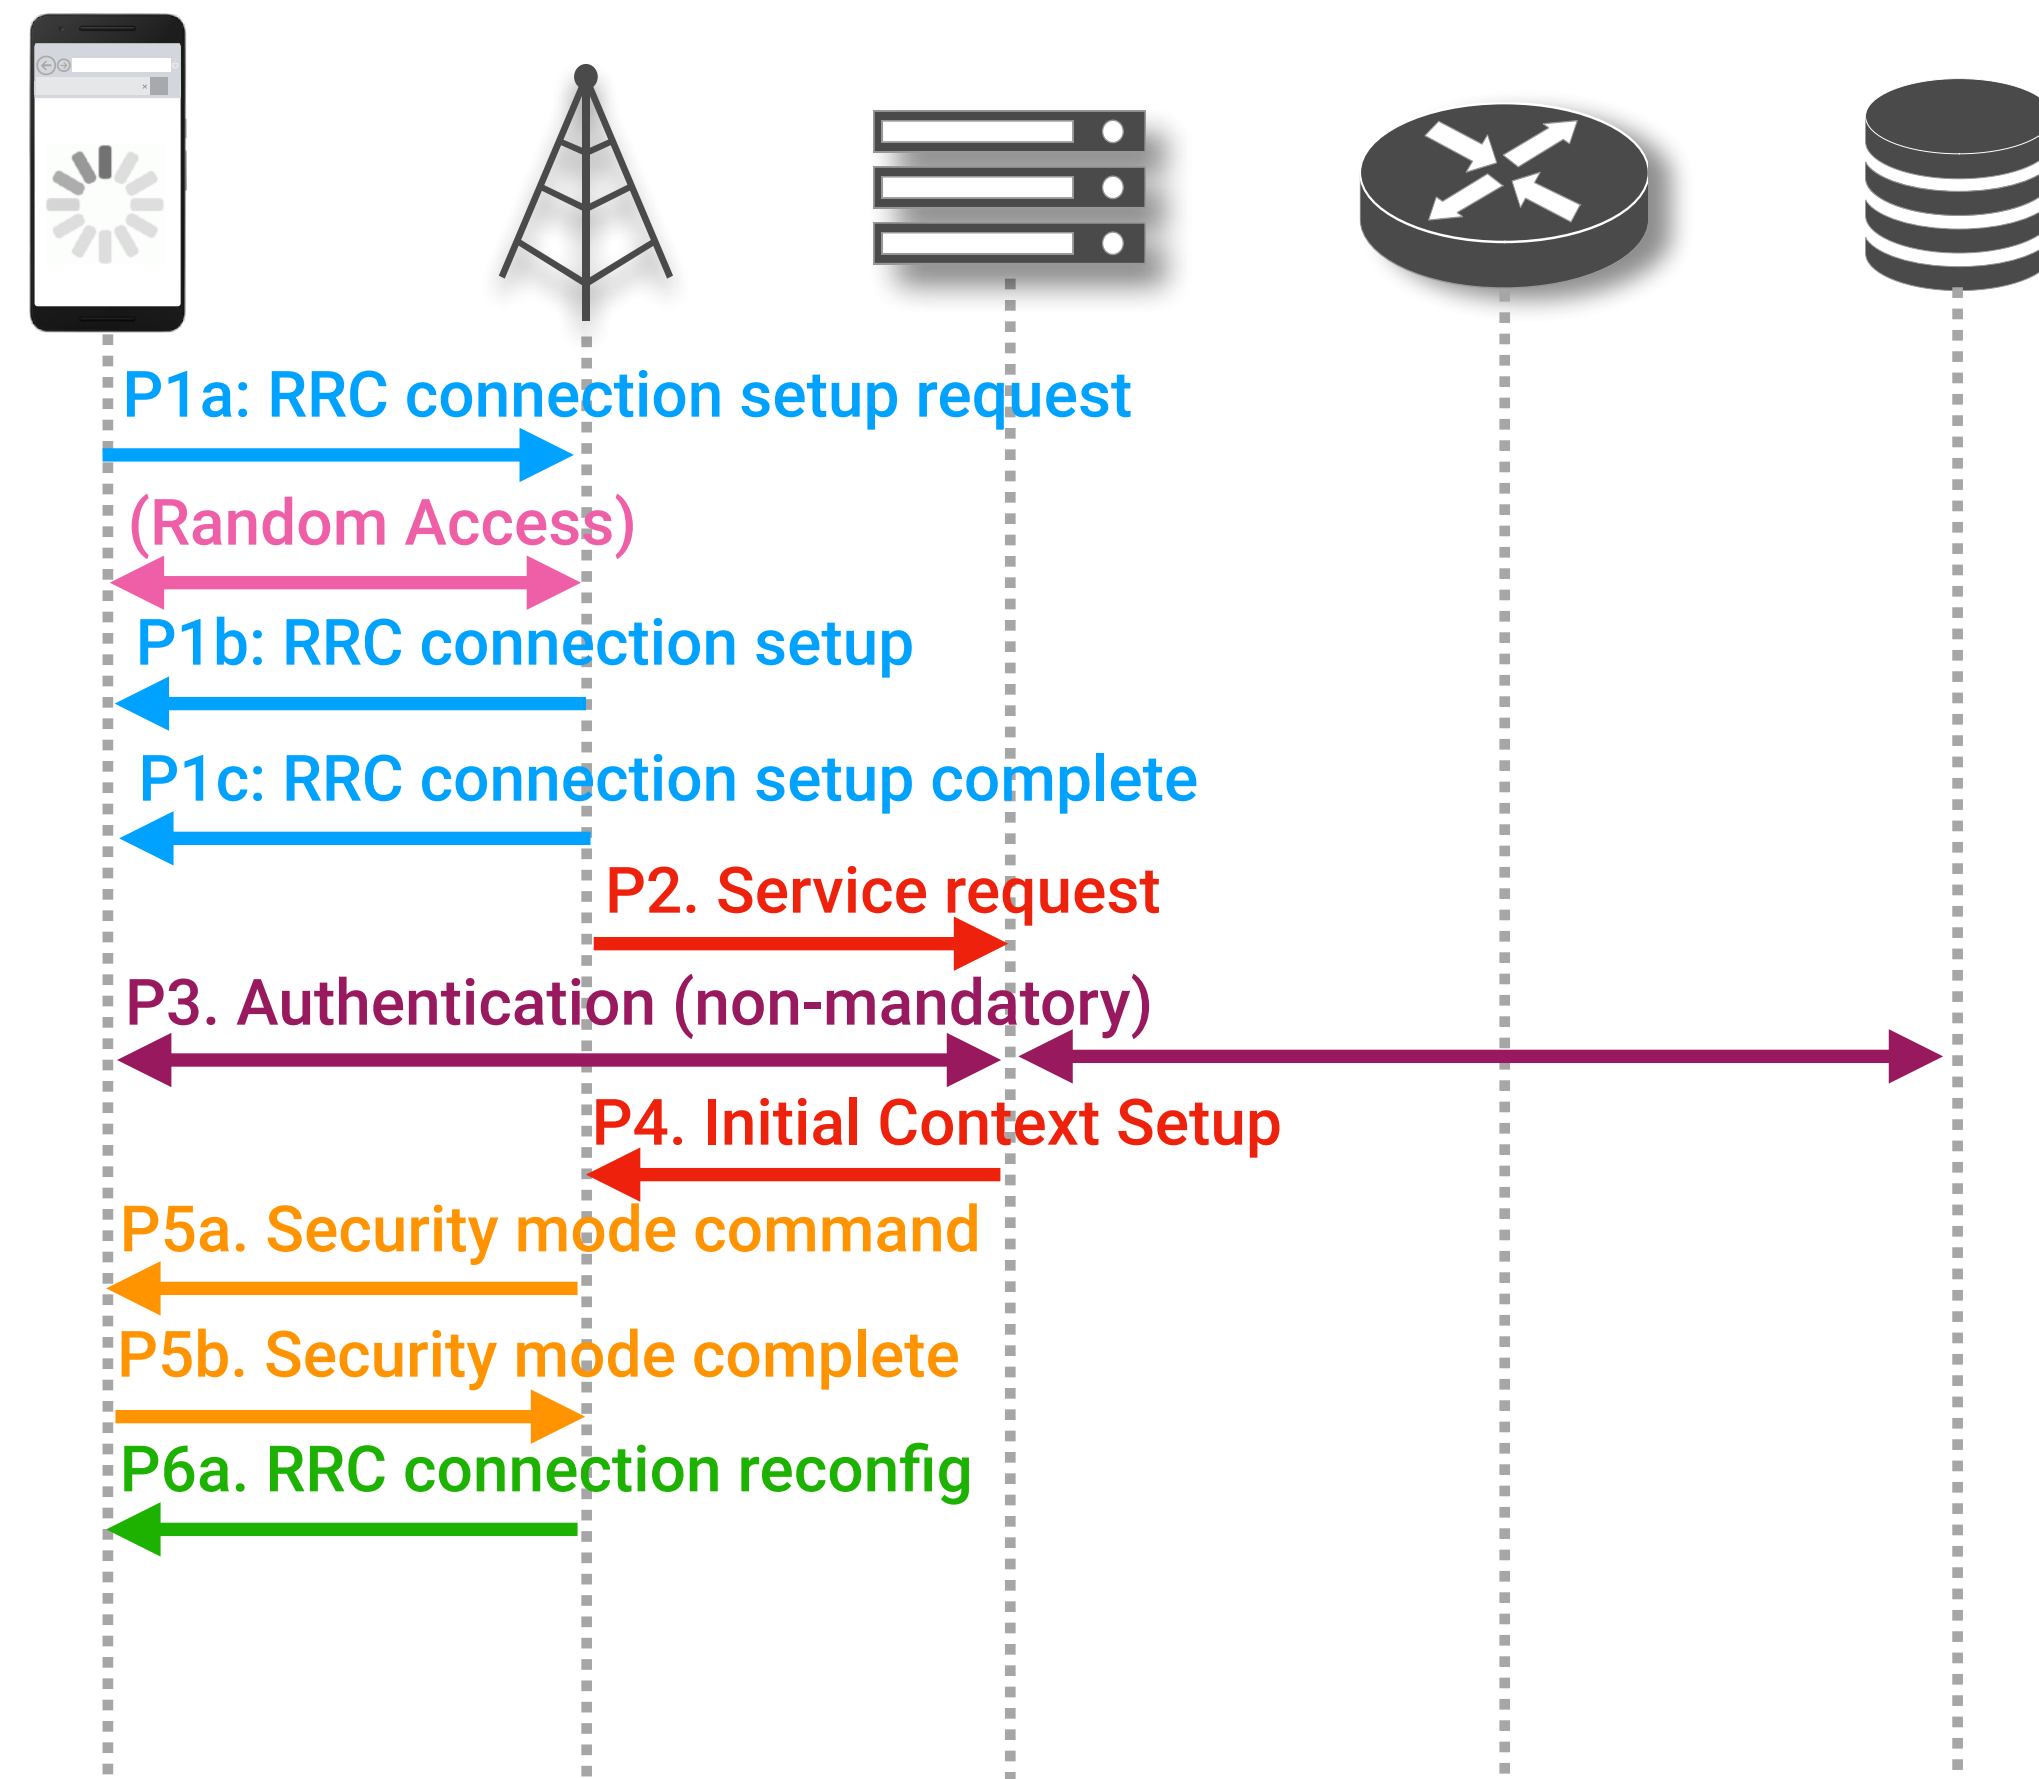 P1a: RRC connection setup request
(Random Access)
P1b: RRC connection setup
P1c: RRC connection setup complete
P2. Service request
P3. Authentication (non-mandatory)
P4. Initial Context Setup
P5a. Security mode command
P5b. Security mode complete
P6a. RRC connection reconfig